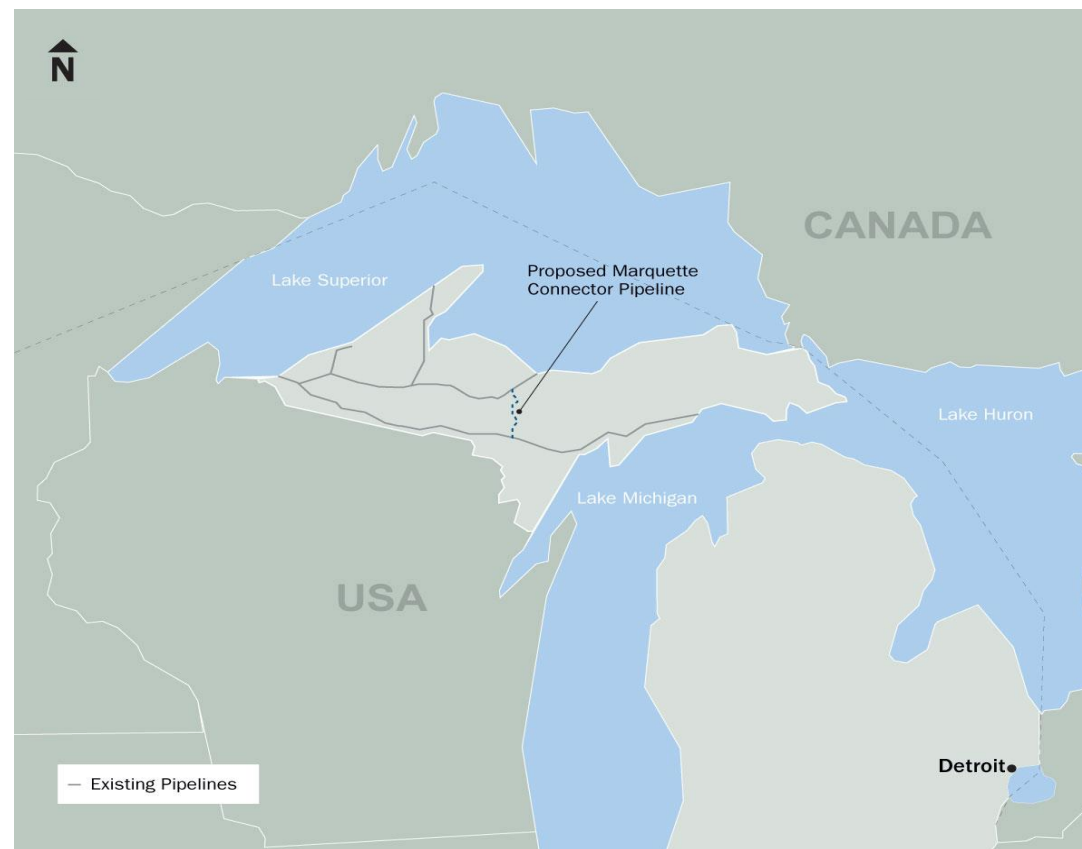 N
CANADA
Lake Superior
Proposed Marquette
Connector Pipeline
Lake Huron
Lake Michigan
USA
Detroit
Existing Pipelines